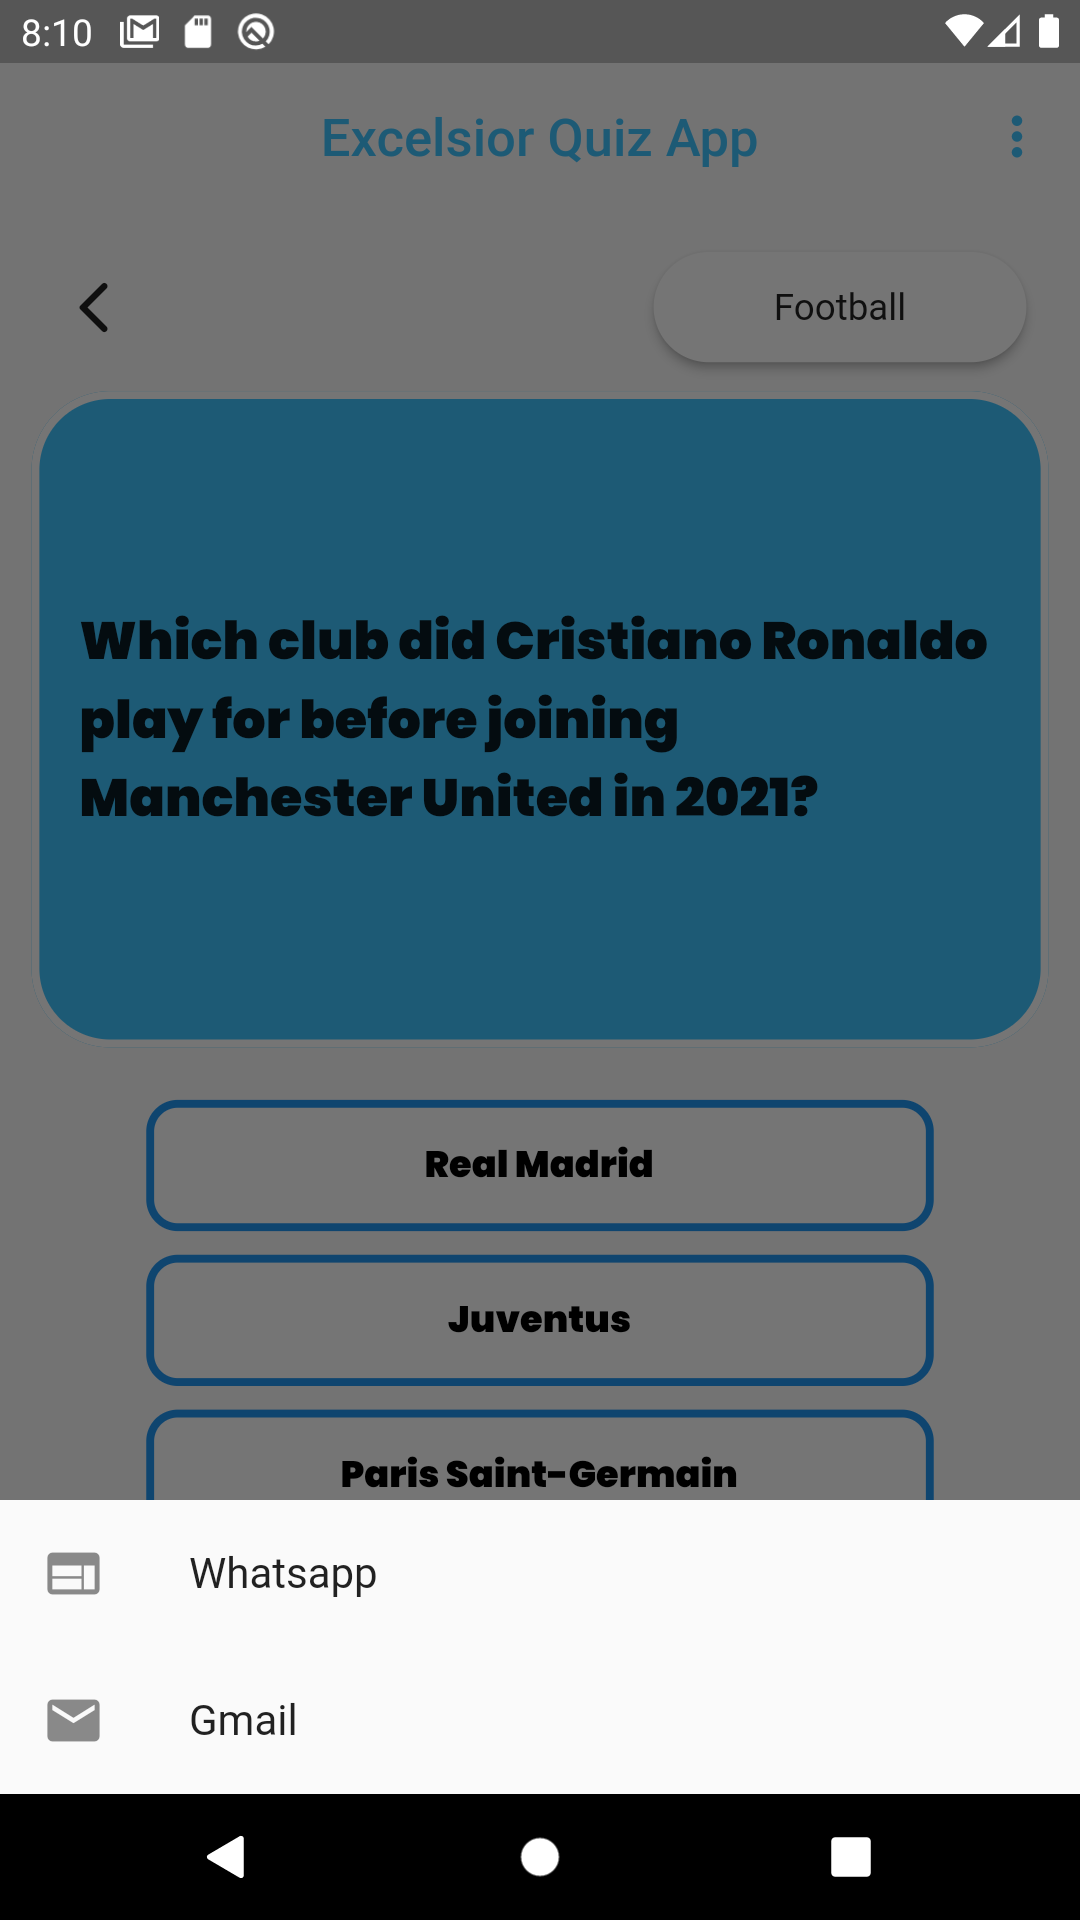 8:10
Excelsior Quiz App
Football
Which club did Cristiano Ronaldo
play for before joining
Manchester United in 2021?
Real Madrid
Juventus
Paris Saint-Germain
Whatsapp
Gmail